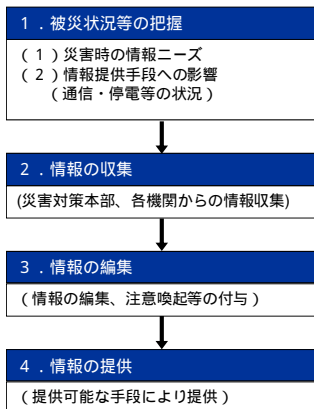 １．被災状況等の把握
（１）災害時の情報ニーズ
（２）情報提供手段への影響
（通信・停電等の状況）
２．情報の収集
(災害対策本部、各機関からの情報収集)
３．情報の編集
（情報の編集、注意喚起等の付与）
４．情報の提供
（提供可能な手段により提供）